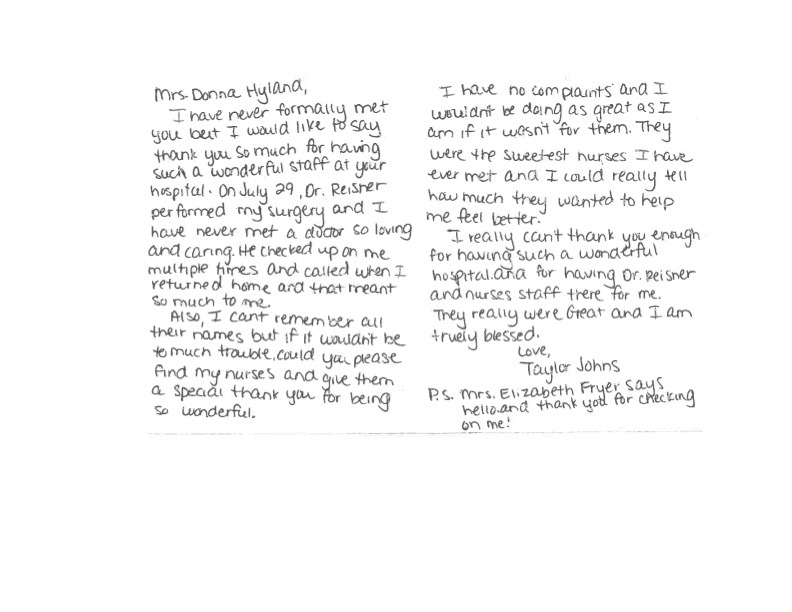 Mrs. Donna Hyland,
I have never formally met
you but I would like to say
thank you so much for having
such a wonderful staff at your
hospital. On July 29, Dr. Reisner
performed my surgery and I
have never met a doctor so loving
and caring. He checked up on me
multiple times and called when I
returned home and that meant
so much to me.
Also, I cant remember all
their names but if it wouldn't be
to much trouble, could you please
find my nurses and give them
a special thank you for being
so wonderful.
I have no complaints and I
wouldn't be doing as great as I
am if it wasn't for them. They
were the sweetest nurses I have
ever met and I could really tell
how much they wanted to help
me feel better.
I really can't thank you enough
for having such a wonderful
hospital.and for having Dr. Reisner
and nurses staff there for me.
They really were Great and I am
truely blessed.
Love,
Taylor Johns
P.S. Mrs. Elizabeth Fryer says
hello.and thank you for checking
on me!